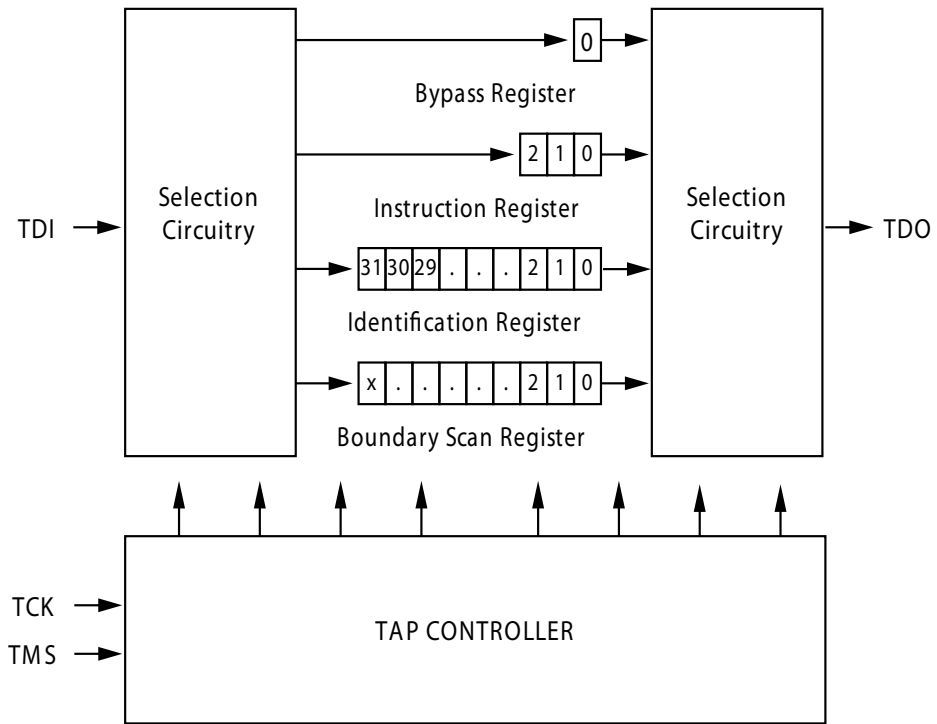 0
Bypass Register
2 1 0
Instruction Register
Selection
Circuitry
Selection
Circuitry
TDI
TDO
31 30 29 . . . 2 1 0
Identification Register
x . . . . . 2 1 0
Boundary Scan Register
TCK
TMS
TAP CONTROLLER